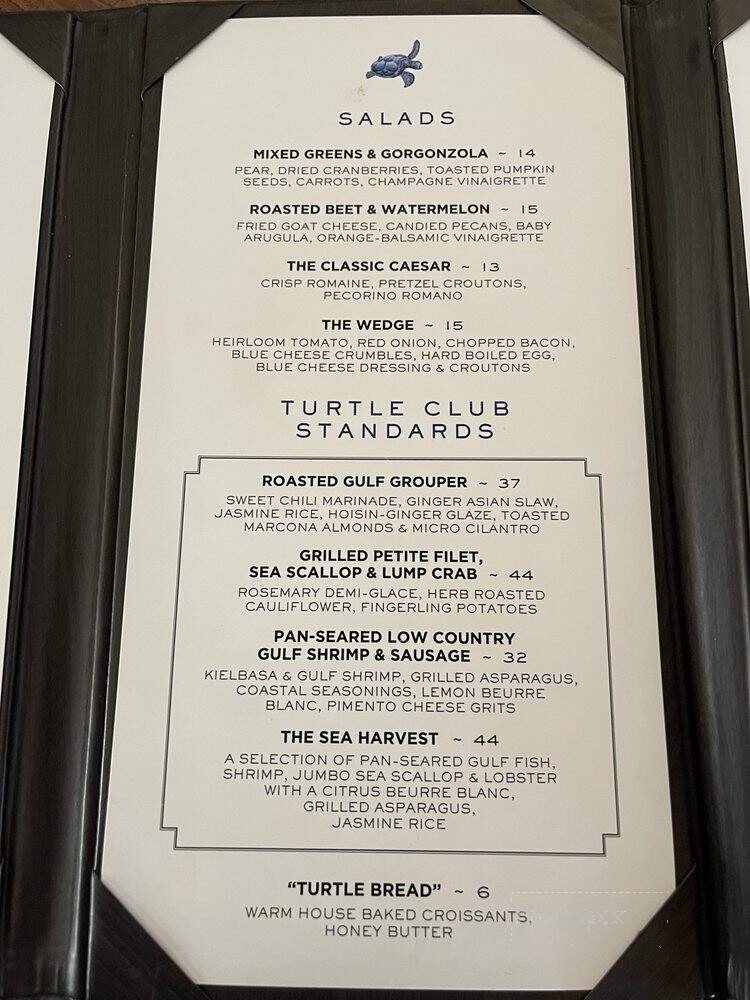 SALADS
MIXED GREENS & GORGONZOLA ~ 14
PEAR, DRIED CRANBERRIES, TOASTED PUMPKIN
SEEDS, CARROTS, CHAMPAGNE VINAIGRETTE
ROASTED BEET & WATERMELON ~ 15
FRIED GOAT CHEESE, CANDIED PECANS, BABY
ARUGULA, ORANGE-BALSAMIC VINAIGRETTE
THE CLASSIC CAESAR ~ 13
CRISP ROMAINE, PRETZEL CROUTONS,
PECORINO ROMANO
THE WEDGE ~ 15
HEIRLOOM TOMATO, RED ONION, CHOPPED BACON,
BLUE CHEESE CRUMBLES, HARD BOILED EGG,
BLUE CHEESE DRESSING & CROUTONS
TURTLE CLUB
STANDARDS
ROASTED GULF GROUPER ~ 37
SWEET CHILI MARINADE, GINGER ASIAN SLAW,
JASMINE RICE, HOISIN-GINGER GLAZE, TOASTED
MARCONA ALMONDS & MICRO CILANTRO
GRILLED PETITE FILET,
SEA SCALLOP & LUMP CRAB ~ 44
ROSEMARY DEMI-GLACE, HERB ROASTED
CAULIFLOWER, FINGERLING POTATOES
PAN-SEARED LOW COUNTRY
GULF SHRIMP & SAUSAGE ~ 32
KIELBASA & GULF SHRIMP, GRILLED ASPARAGUS,
COASTAL SEASONINGS, LEMON BEURRE
BLANC, PIMENTO CHEESE GRITS
THE SEA HARVEST ~ 44
A SELECTION OF PAN-SEARED GULF FISH,
SHRIMP, JUMBO SEA SCALLOP & LOBSTER
WITH A CITRUS BEURRE BLANC,
GRILLED ASPARAGUS,
JASMINE RICE
"TURTLE BREAD" ~ 6
WARM HOUSE BAKED CROISSANTS,
HONEY BUTTER